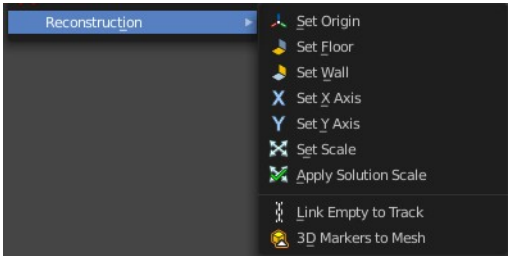 Reconstruction
Set Origin
Set Floor
Set Wall
Set X Axis
Set Y Axis
Set Scale
Apply Solution Scale
Link Empty to Track
3D Markers to Mesh